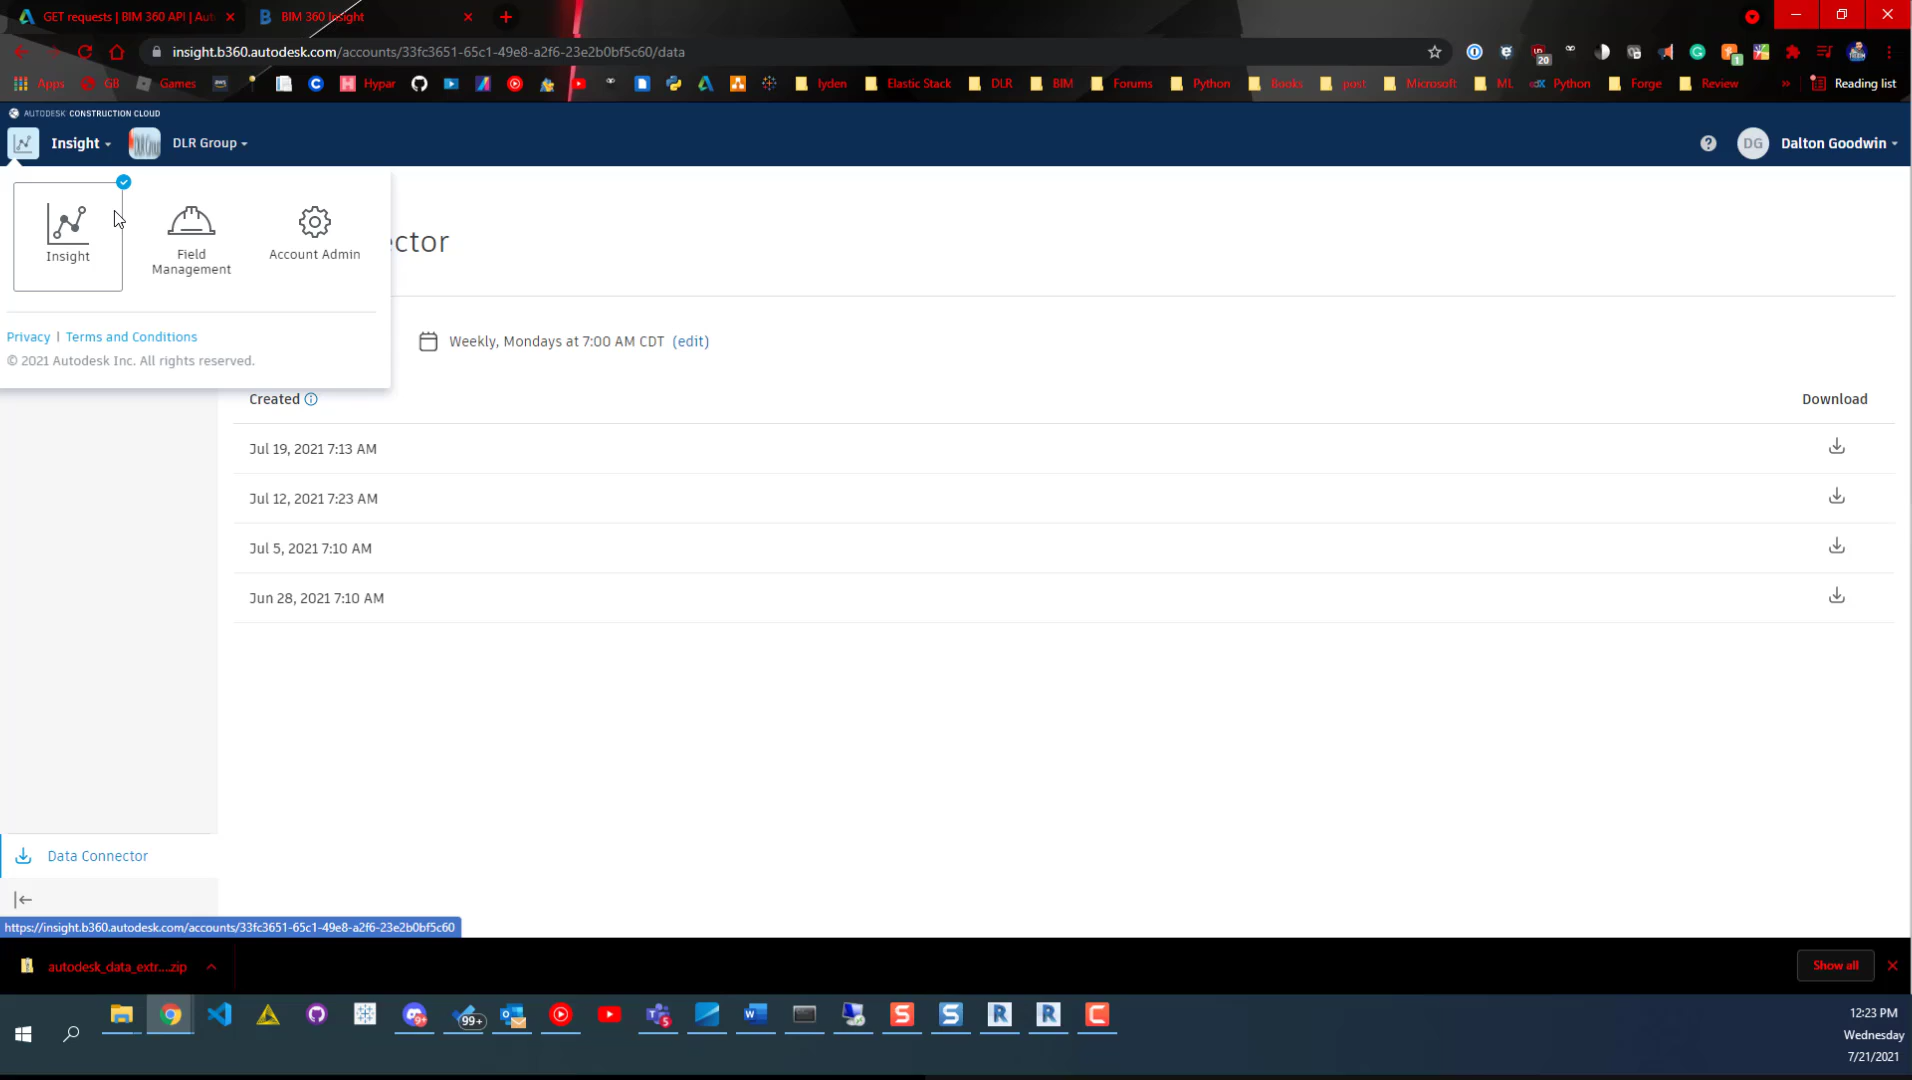 GET requests | BIM 360 API | Aut
BIM 360 Insight
insight.b360.autodesk.com/accounts/33fc3651-65c1-49e8-a2f6-23e2b0bf5c60/data
20
1
Apps
GB
Games
Hypar
lyden
Elastic Stack
DLR
BIM
Forums
Python
Books
post
Microsoft
ML
edX
Python
Forge
Review
»
Reading list
AUTODESK CONSTRUCTION CLOUD
Insight
DLR Group
DG
Dalton Goodwin
Insight
Field
Management
Account Admin
ector
Privacy | Terms and Conditions
© 2021 Autodesk Inc. All rights reserved.
Weekly, Mondays at 7:00 AM CDT (edit)
Created
Download
Jul 19, 2021 7:13 AM
Jul 12, 2021 7:23 AM
Jul 5, 2021 7:10 AM
Jun 28, 2021 7:10 AM
Data Connector
https://insight.b360.autodesk.com/accounts/33fc3651-65c1-49e8-a2f6-23e2b0bf5c60
autodesk_data_extr....zip
Show all
99+
12:23 PM
Wednesday
7/21/2021